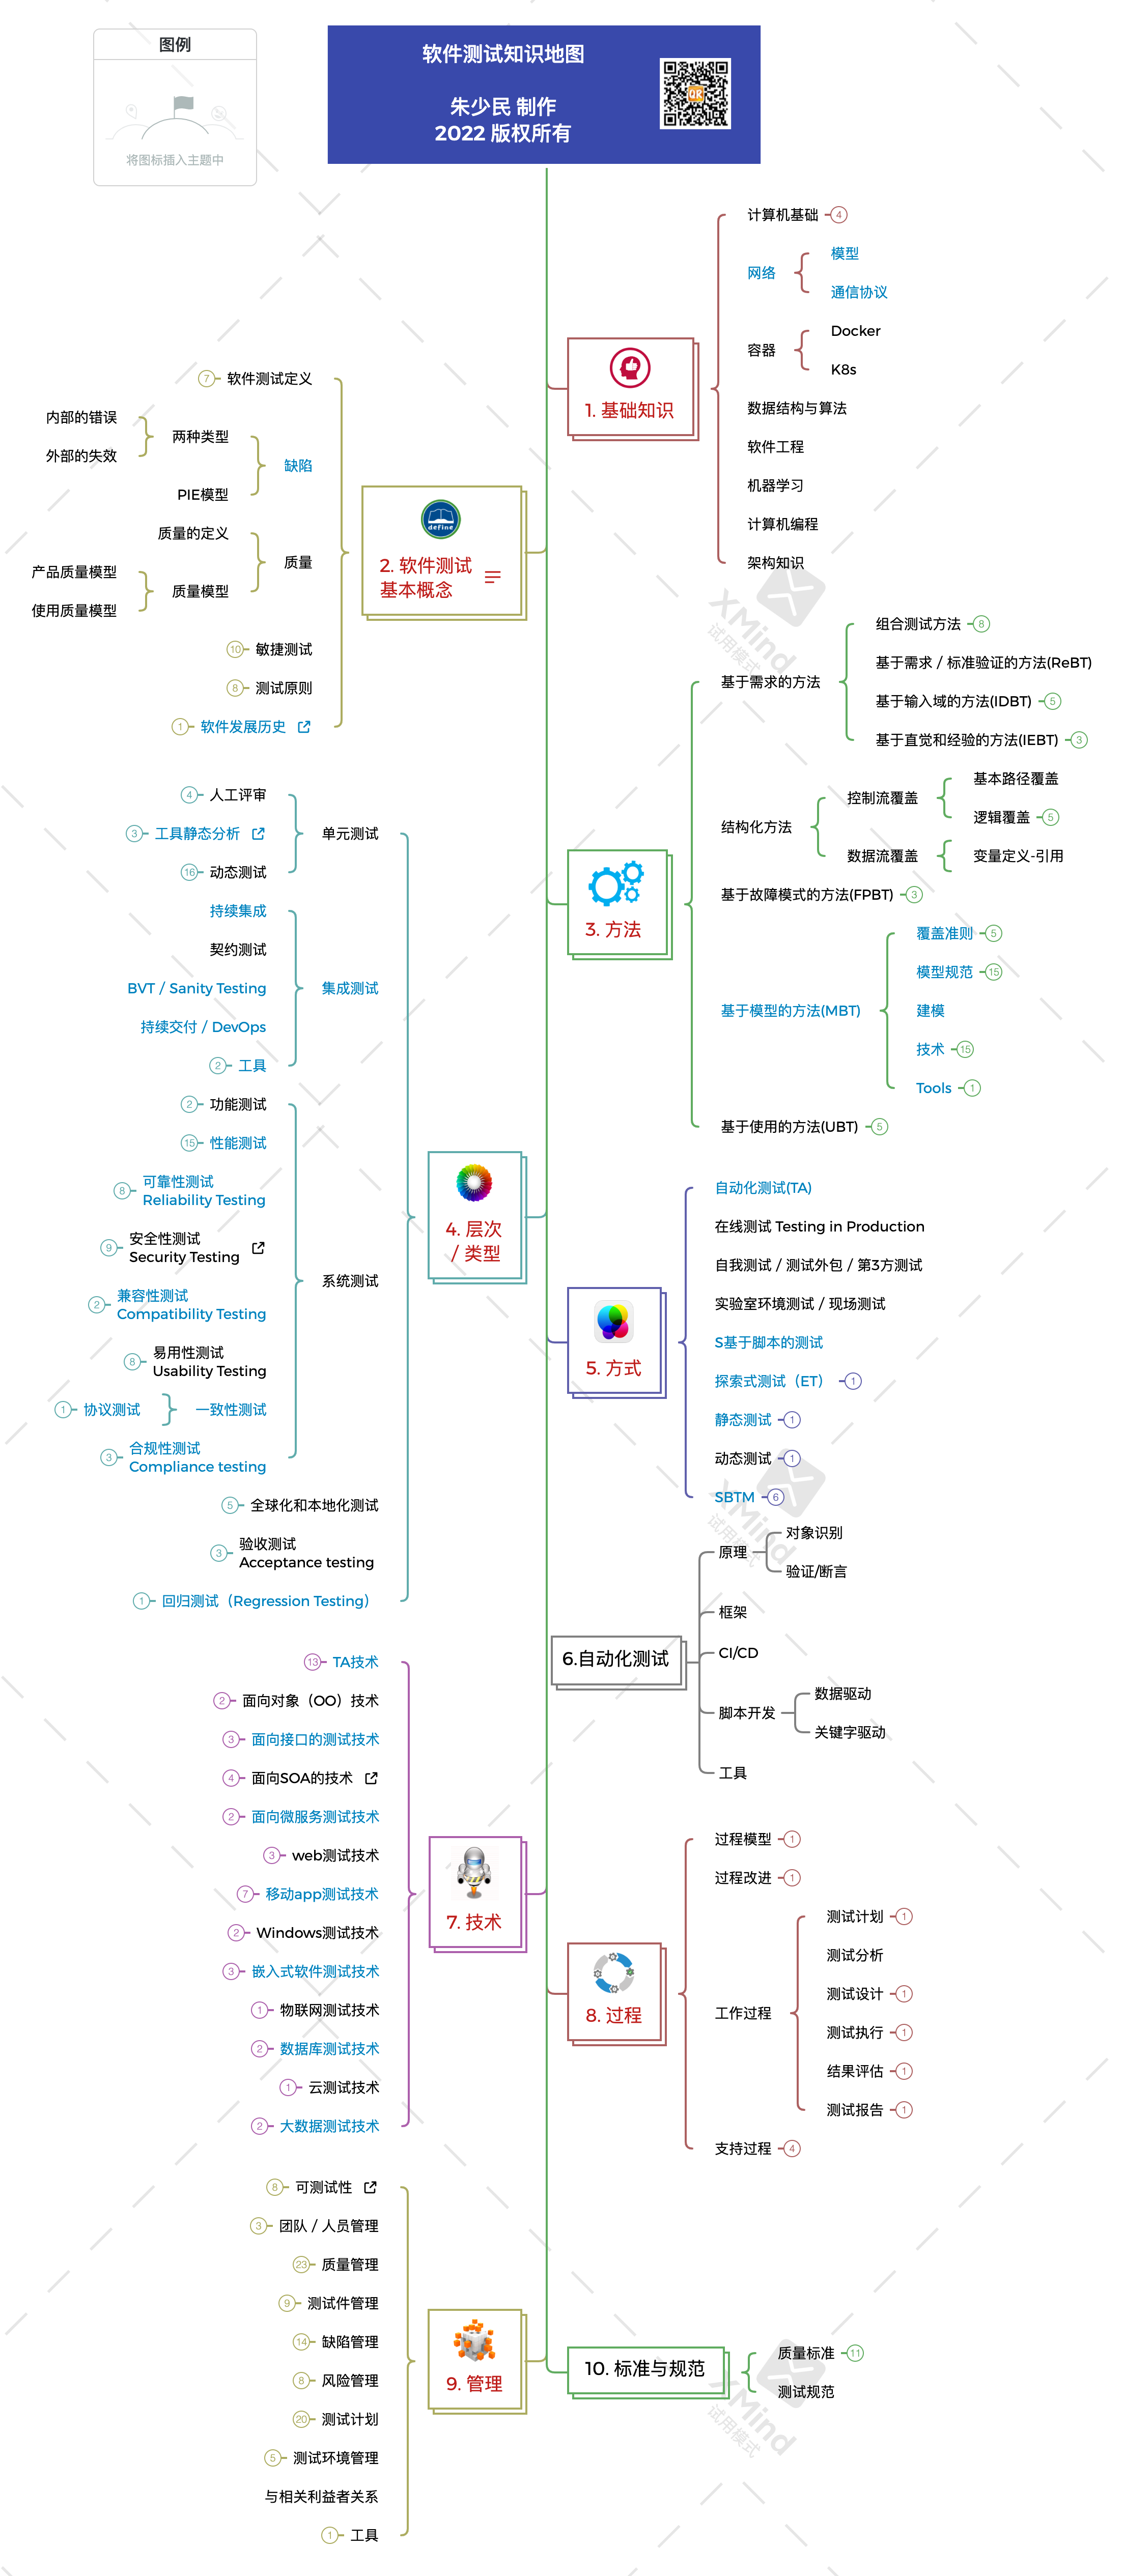 图例
将图标插入主题中
软件测试知识地图
朱少民 制作
2022 版权所有
QR
1. 基础知识
计算机基础
4
网络
模型
通信协议
容器
Docker
K8s
数据结构与算法
软件工程
机器学习
计算机编程
架构知识
define
2. 软件测试
基本概念
7
软件测试定义
缺陷
两种类型
内部的错误
外部的失效
PIE模型
质量
质量的定义
质量模型
产品质量模型
使用质量模型
10
敏捷测试
8
测试原则
1
软件发展历史
XMind
试用模式
3. 方法
基于需求的方法
组合测试方法
8
基于需求 / 标准验证的方法(ReBT)
基于输入域的方法(IDBT)
5
基于直觉和经验的方法(IEBT)
3
结构化方法
控制流覆盖
基本路径覆盖
逻辑覆盖
5
数据流覆盖
变量定义-引用
基于故障模式的方法(FPBT)
3
基于模型的方法(MBT)
覆盖准则
5
模型规范
15
建模
技术
15
Tools
1
基于使用的方法(UBT)
5
4. 层次
/ 类型
单元测试
4
人工评审
3
工具静态分析
16
动态测试
集成测试
持续集成
契约测试
BVT / Sanity Testing
持续交付 / DevOps
2
工具
系统测试
2
功能测试
15
性能测试
8
可靠性测试
Reliability Testing
9
安全性测试
Security Testing
2
兼容性测试
Compatibility Testing
8
易用性测试
Usability Testing
一致性测试
1
协议测试
3
合规性测试
Compliance testing
5
全球化和本地化测试
3
验收测试
Acceptance testing
1
回归测试（Regression Testing）
5. 方式
自动化测试(TA)
在线测试 Testing in Production
自我测试 / 测试外包 / 第3方测试
实验室环境测试 / 现场测试
S基于脚本的测试
探索式测试（ET）
1
静态测试
1
动态测试
1
SBTM
6
XMind
试用模式
6.自动化测试
原理
对象识别
验证/断言
框架
CI/CD
脚本开发
数据驱动
关键字驱动
工具
7. 技术
13
TA技术
2
面向对象（OO）技术
3
面向接口的测试技术
4
面向SOA的技术
2
面向微服务测试技术
3
web测试技术
7
移动app测试技术
2
Windows测试技术
3
嵌入式软件测试技术
1
物联网测试技术
2
数据库测试技术
1
云测试技术
2
大数据测试技术
8. 过程
过程模型
1
过程改进
1
工作过程
测试计划
1
测试分析
测试设计
1
测试执行
1
结果评估
1
测试报告
1
支持过程
4
9. 管理
8
可测试性
3
团队 / 人员管理
23
质量管理
9
测试件管理
14
缺陷管理
8
风险管理
20
测试计划
5
测试环境管理
与相关利益者关系
1
工具
10. 标准与规范
质量标准
11
测试规范
XMind
试用模式